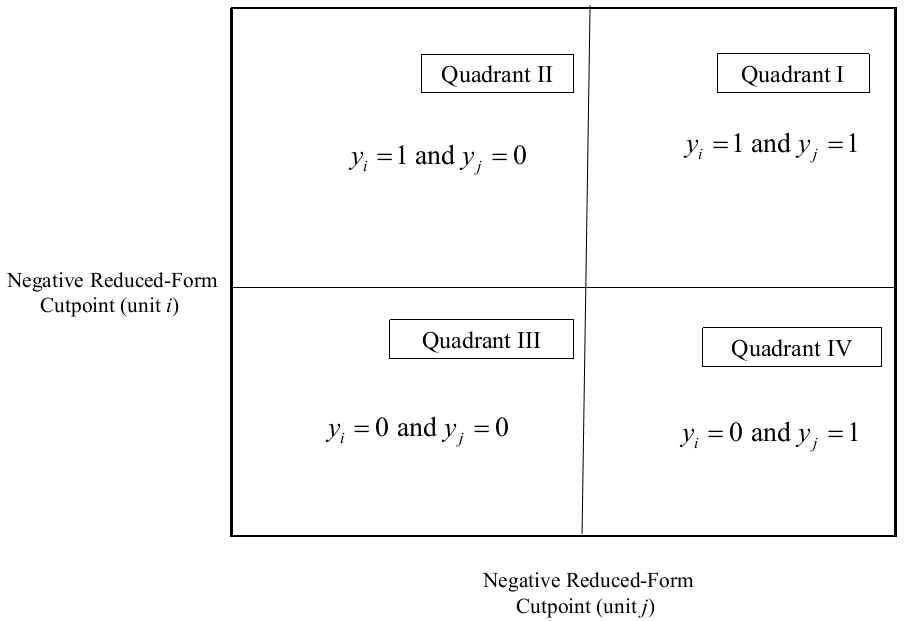 Quadrant II
Quadrant I
y_i = 1 and y_j = 0
y_i = 1 and y_j = 1
Negative Reduced-Form
Cutpoint (unit i)
Quadrant III
Quadrant IV
y_i = 0 and y_j = 0
y_i = 0 and y_j = 1
Negative Reduced-Form
Cutpoint (unit j)